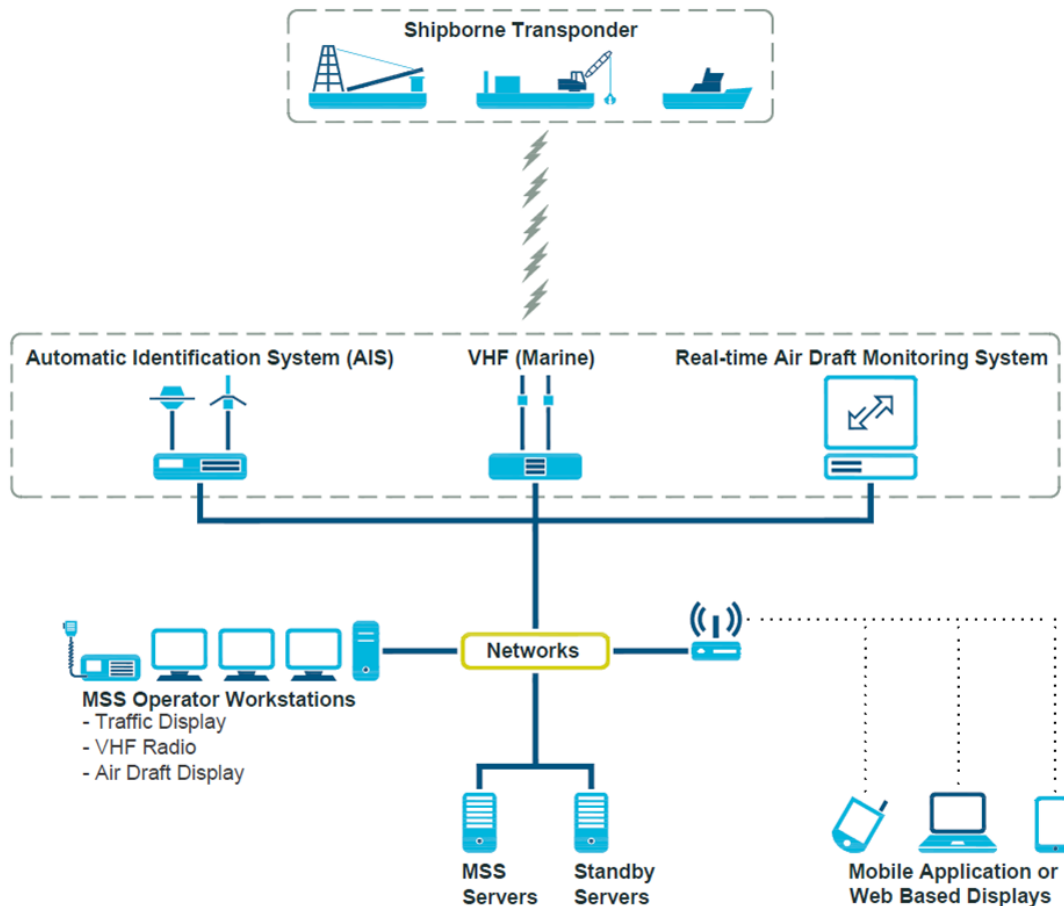 Shipborne Transponder
Automatic Identification System (AIS)
VHF (Marine)
Real-time Air Draft Monitoring System
Networks
MSS Operator Workstations
- Traffic Display
- VHF Radio
- Air Draft Display
MSS
Servers
Standby
Servers
Mobile Application or
Web Based Displays